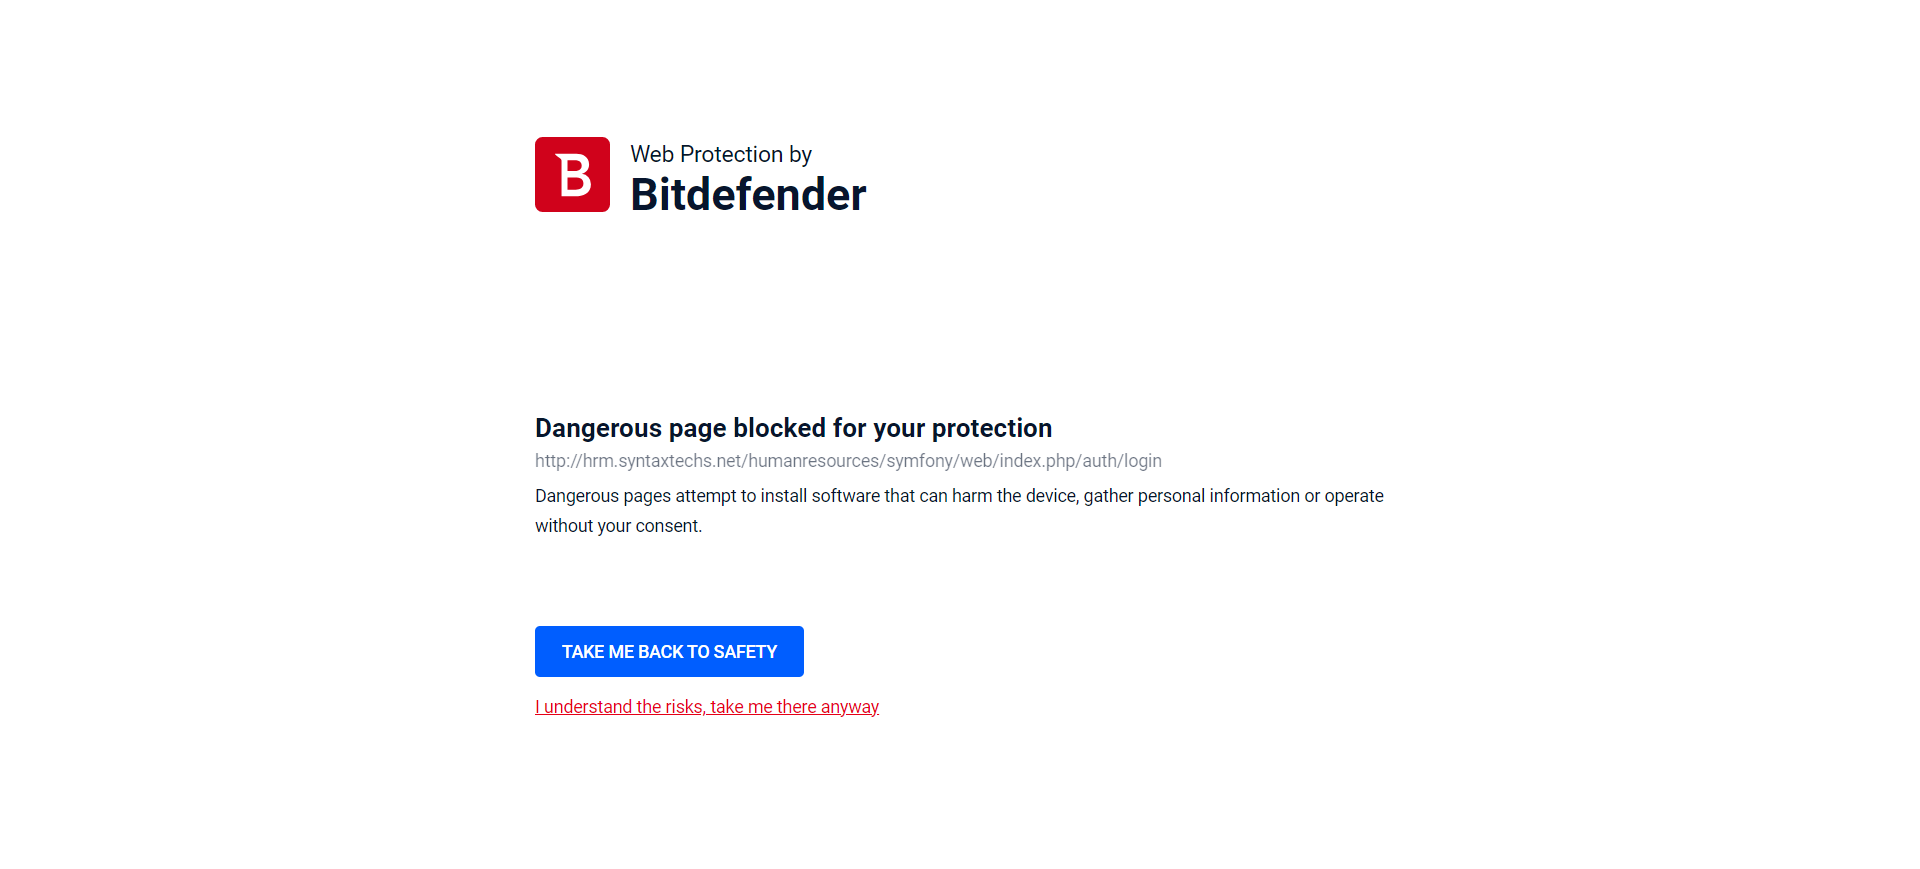 B
Web Protection by
Bitdefender
Dangerous page blocked for your protection
http://hrm.syntaxtechs.net/humanresources/symfony/web/index.php/auth/login
Dangerous pages attempt to install software that can harm the device, gather personal information or operate
without your consent.
TAKE ME BACK TO SAFETY
I understand the risks, take me there anyway